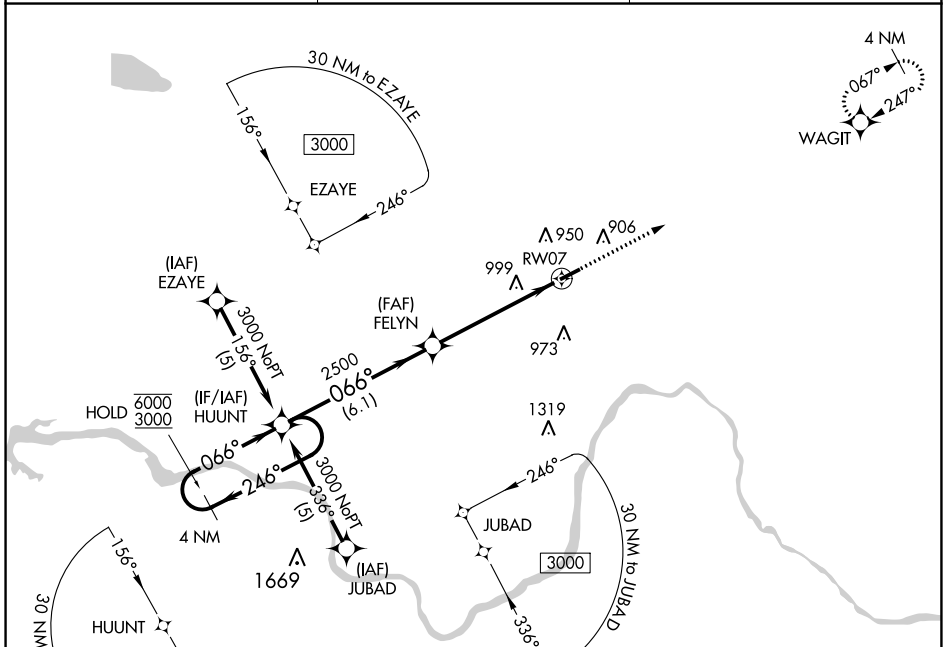 4 NM
067°
247°
WAGIT
30 NM to EZAYE
156°
3000
EZAYE
246°
950
906
RW07
999
(IAF)
EZAYE
3000 NoPT
156°
(5)
(FAF)
FELYN
973
2500
066°
(6.1)
(IF/IAF)
HUUNT
HOLD
6000
3000
066°
246°
4 NM
1319
3000 NoPT
336°
(5)
246°
JUBAD
3000
30 NM to JUBAD
336°
1669
(IAF)
JUBAD
156°
HUUNT
30 NM